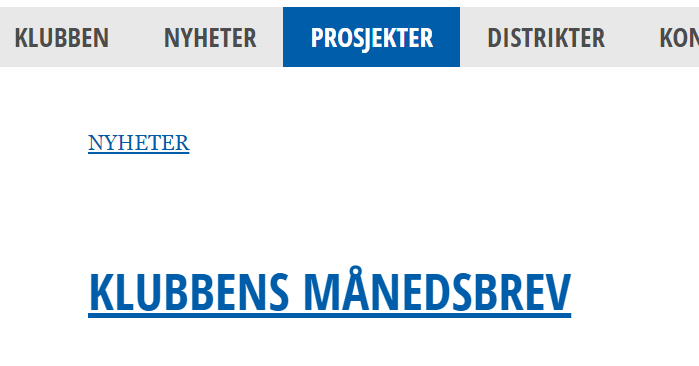 KLUBBEN NYHETER PROSJEKTER DISTRIKTER
NYHETER
KLUBBENS MÅNEDSBREV